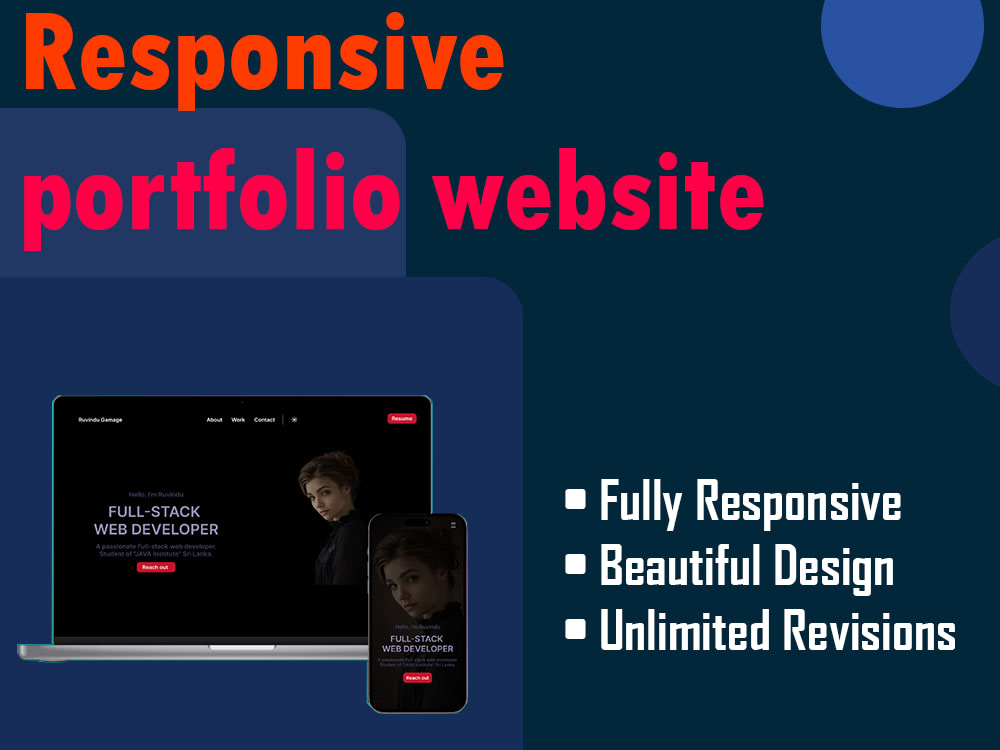 Responsive
portfolio website
Ruvindu Gamage
About Work Contact
Resume
Hello, I'm Ruvindu
FULL-STACK
WEB DEVELOPER
A passionate Full-stack web developer.
Student of "JAVA Institute" Sri Lanka.
Reach out
Hello, I'm Ruvindu
FULL-STACK
WEB DEVELOPER
A passionate Full-stack web developer.
Student of "JAVA Institute" Sri Lanka.
Reach out
Fully Responsive
Beautiful Design
Unlimited Revisions